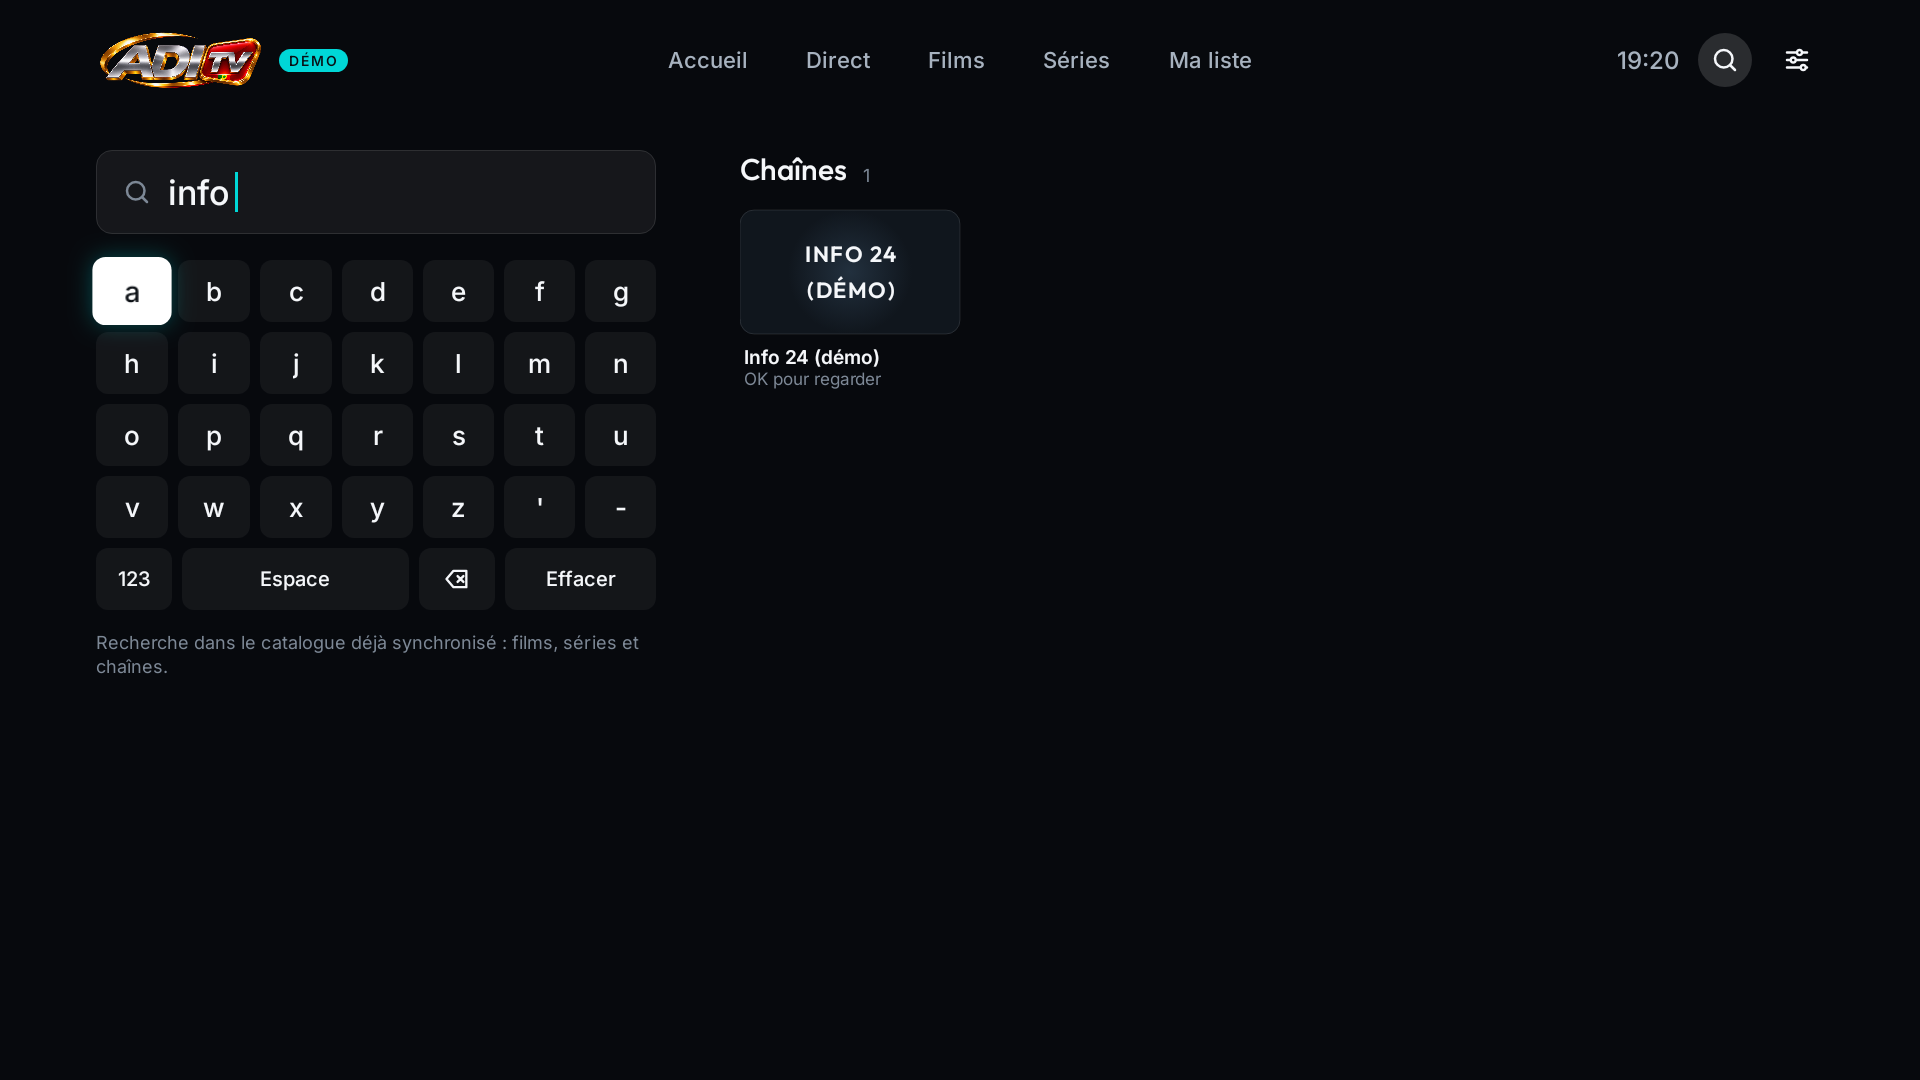 ADI TV
DÉMO
Accueil
Direct
Films
Séries
Ma liste
19:20
info
a b c d e f g
h i j k l m n
o p q r s t u
v w x y z ' -
123 Espace Effacer
Recherche dans le catalogue déjà synchronisé : films, séries et
chaînes.
Chaînes 1
INFO 24
(DÉMO)
Info 24 (démo)
OK pour regarder